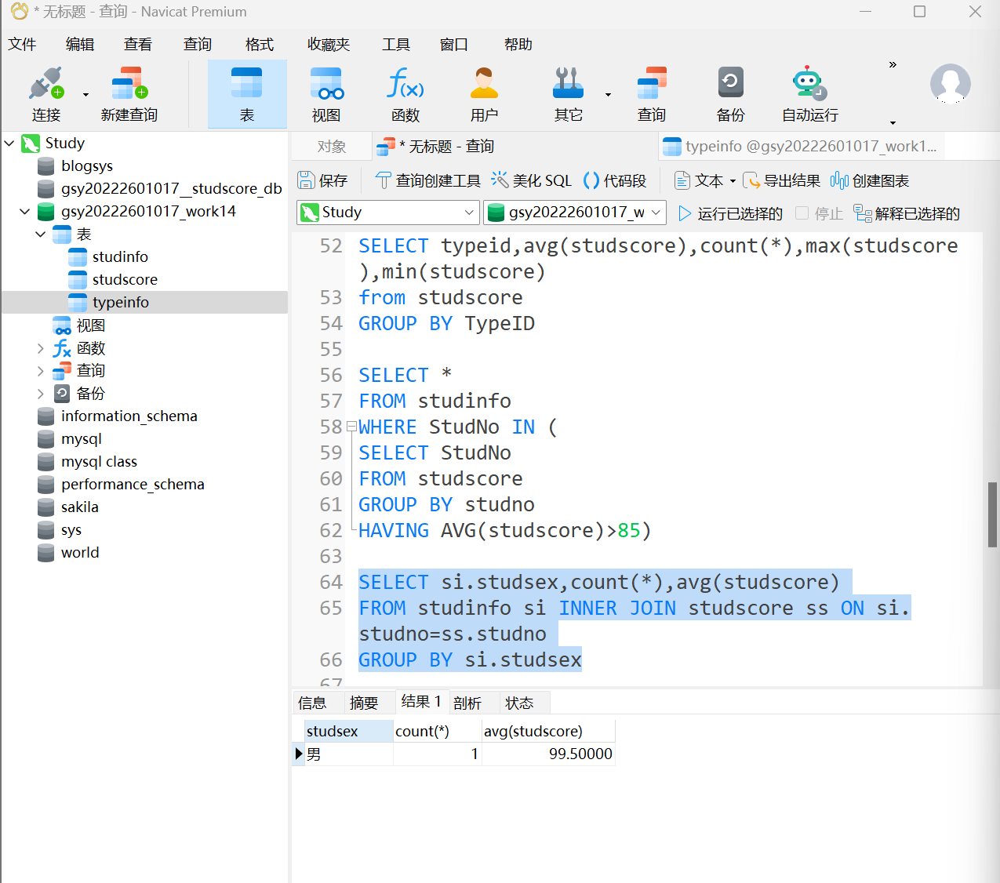 * 无标题 - 查询 - Navicat Premium
文件 编辑 查看 查询 格式 收藏夹 工具 窗口 帮助
连接 新建查询 表 视图 函数 用户 其它 查询 备份 自动运行
Study
blogsys
gsy20222601017__studscore_db
gsy20222601017_work14
表
studinfo
studscore
typeinfo
视图
函数
查询
备份
information_schema
mysql
mysql class
performance_schema
sakila
sys
world
对象 * 无标题 - 查询 typeinfo @gsy20222601017_work1...
保存 查询创建工具 美化 SQL 代码段 文本 导出结果 创建图表
Study gsy20222601017_w 运行已选择的 停止 解释已选择的
52 SELECT typeid,avg(studscore),count(*),max(studscore
),min(studscore)
53 from studscore
54 GROUP BY TypeID
55
56 SELECT *
57 FROM studinfo
58 WHERE StudNo IN (
59 SELECT StudNo
60 FROM studscore
61 GROUP BY studno
62 HAVING AVG(studscore)>85)
63
64 SELECT si.studsex,count(*),avg(studscore)
65 FROM studinfo si INNER JOIN studscore ss ON si.
studno=ss.studno
66 GROUP BY si.studsex
67
信息 摘要 结果 1 剖析 状态
studsex count(*) avg(studscore)
男 1 99.50000